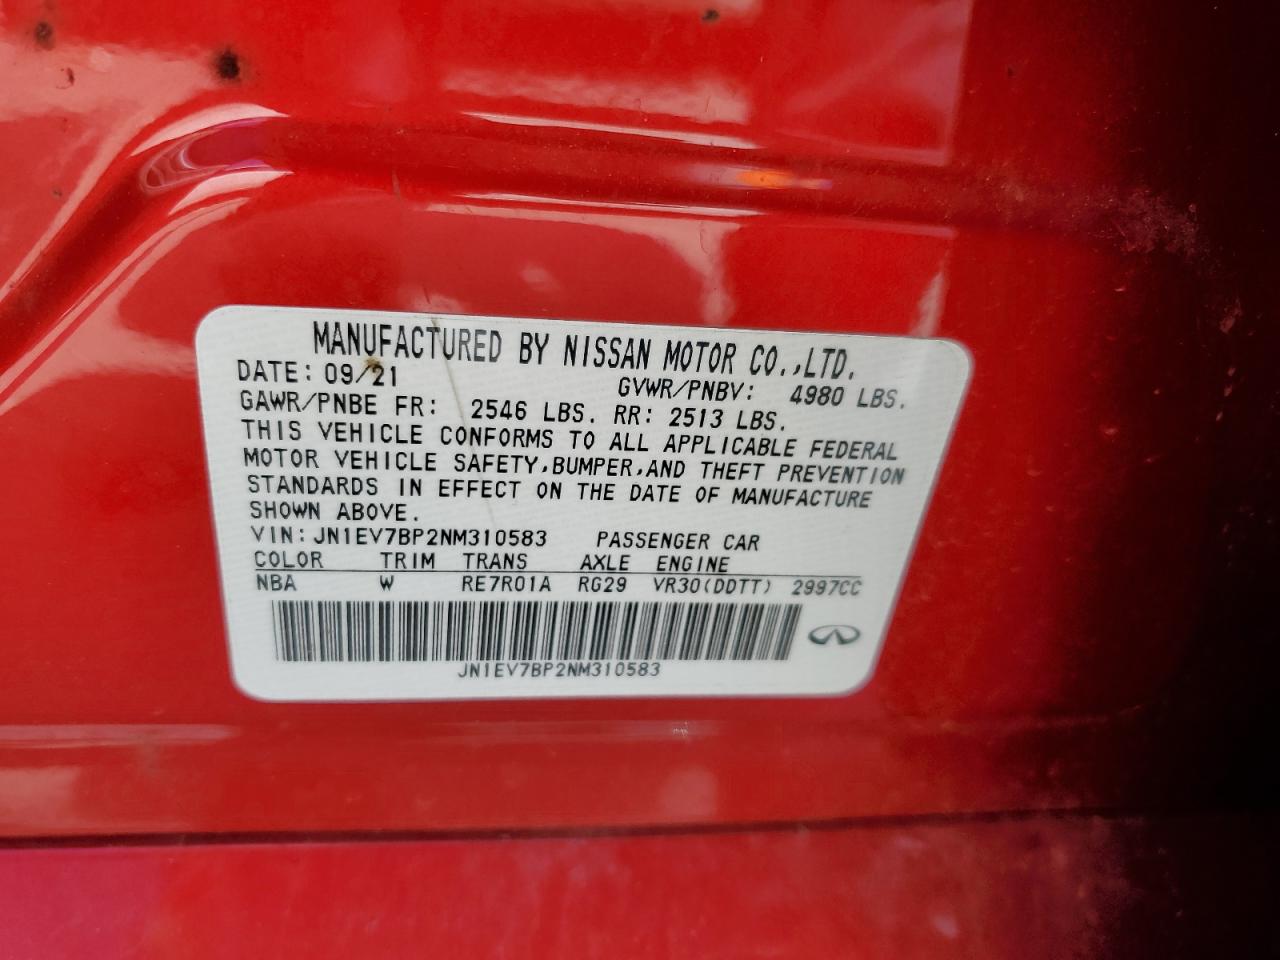 MANUFACTURED BY NISSAN MOTOR CO.,LTD.
DATE: 09/21 GVWR/PNBV: 4980 LBS.
GAWR/PNBE FR: 2546 LBS. RR: 2513 LBS.
THIS VEHICLE CONFORMS TO ALL APPLICABLE FEDERAL
MOTOR VEHICLE SAFETY,BUMPER,AND THEFT PREVENTION
STANDARDS IN EFFECT ON THE DATE OF MANUFACTURE
SHOWN ABOVE.
VIN: JN1EV7BP2NM310583 PASSENGER CAR
COLOR TRIM TRANS AXLE ENGINE
NBA W RE7R01A RG29 VR30(DDTT) 2997CC
JN1EV7BP2NM310583